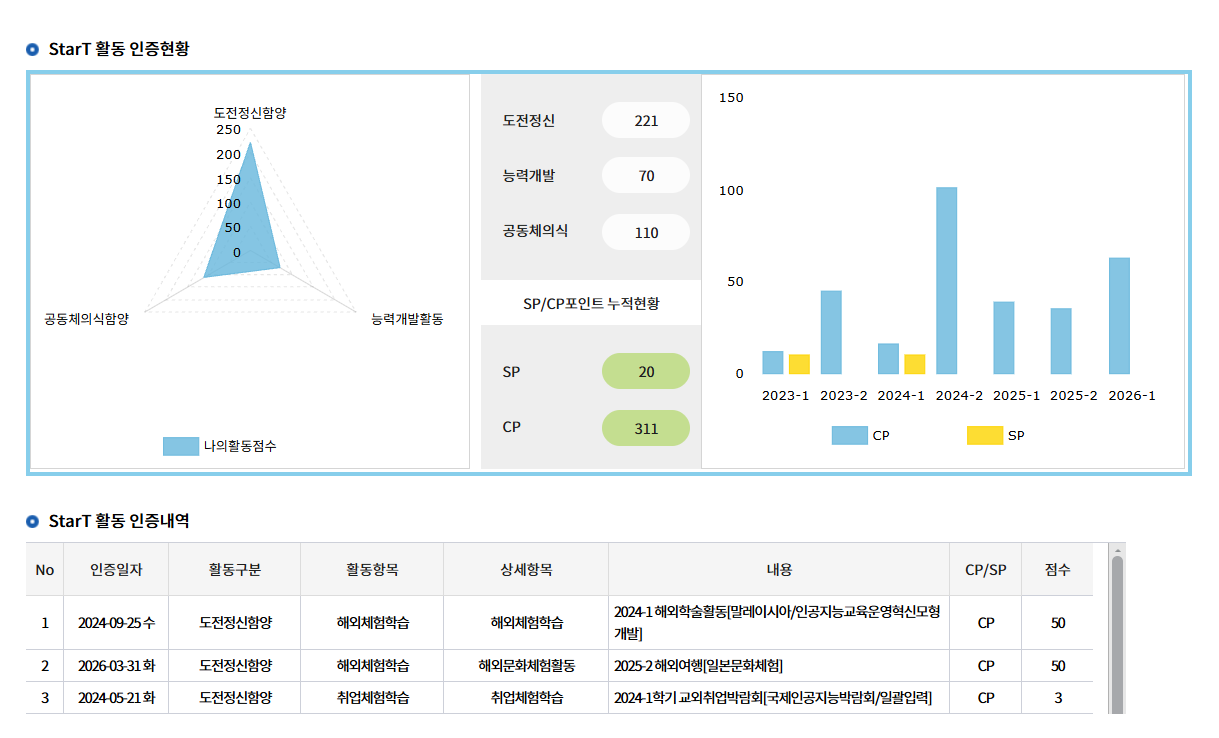 StarT 활동 인증현황
도전정신함양
250
200
150
100
50
0
공동체의식함양
능력개발활동
나의활동점수
도전정신 221
능력개발 70
공동체의식 110
SP/CP포인트 누적현황
SP 20
CP 311
150
100
50
0
2023-1 2023-2 2024-1 2024-2 2025-1 2025-2 2026-1
CP SP
StarT 활동 인증내역
No 인증일자 활동구분 활동항목 상세항목 내용 CP/SP 점수
1 2024-09-25 수 도전정신함양 해외체험학습 해외체험학습 2024-1 해외학술활동[말레이시아/인공지능교육운영혁신모형
개발] CP 50
2 2026-03-31 화 도전정신함양 해외체험학습 해외문화체험활동 2025-2 해외여행[일본문화체험] CP 50
3 2024-05-21 화 도전정신함양 취업체험학습 취업체험학습 2024-1학기 교외취업박람회[국제인공지능박람회/일괄입력] CP 3